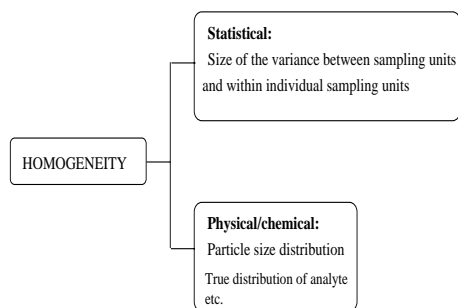 Statistical:
Size of the variance between sampling units
and within individual sampling units
HOMOGENEITY
Physical/chemical:
Particle size distribution
True distribution of analyte
etc.